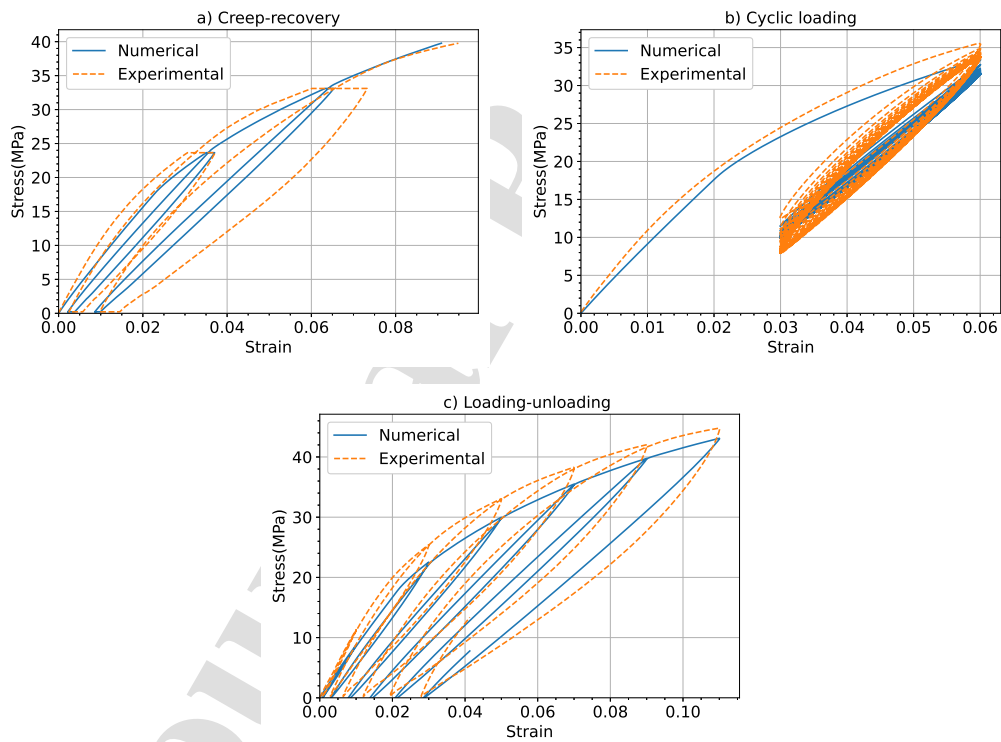 a) Creep-recovery
Numerical
Experimental
Stress(MPa)
40
35
30
25
20
15
10
5
0
0.00 0.02 0.04 0.06 0.08
Strain
b) Cyclic loading
Numerical
Experimental
Stress(MPa)
35
30
25
20
15
10
5
0
0.00 0.01 0.02 0.03 0.04 0.05 0.06
Strain
c) Loading-unloading
Numerical
Experimental
Stress(MPa)
40
30
20
10
0
0.00 0.02 0.04 0.06 0.08 0.10
Strain